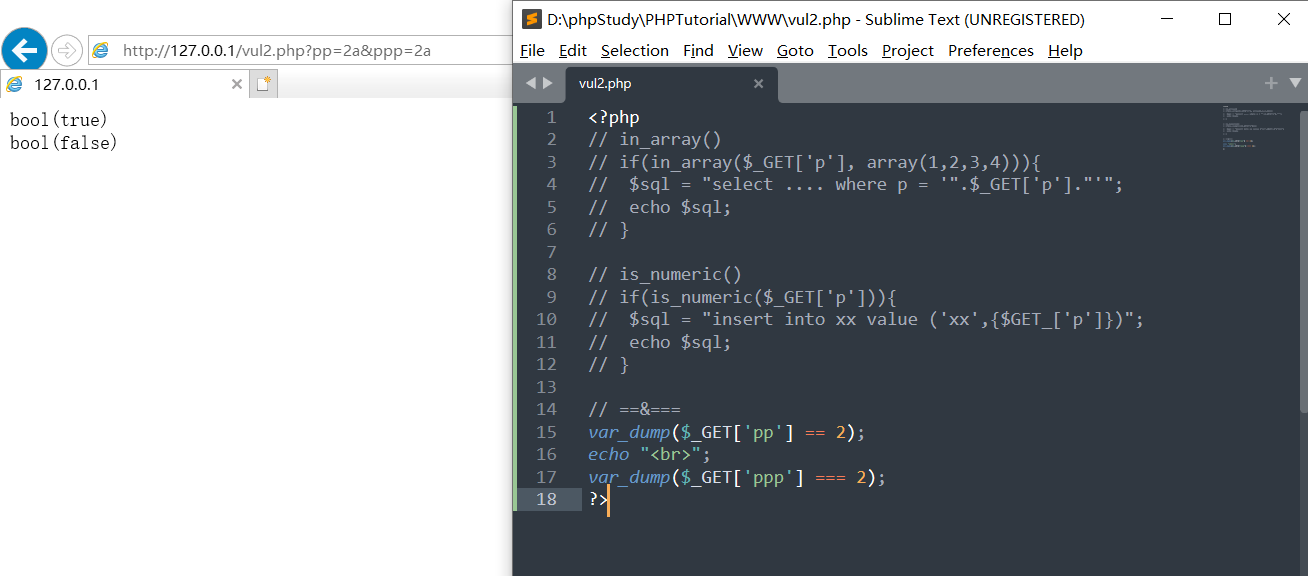 http://127.0.0.1/vul2.php?pp=2a&ppp=2a
127.0.0.1
bool(true)
bool(false)
D:\phpStudy\PHPTutorial\WWW\vul2.php - Sublime Text (UNREGISTERED)
File Edit Selection Find View Goto Tools Project Preferences Help
vul2.php
1 <?php
2 // in_array()
3 // if(in_array($_GET['p'], array(1,2,3,4))){
4 //  $sql = "select .... where p = '".$_GET['p']."'";
5 //  echo $sql;
6 // }
7
8 // is_numeric()
9 // if(is_numeric($_GET['p'])){
10 //  $sql = "insert into xx value ('xx',{$GET_['p']})";
11 //  echo $sql;
12 // }
13
14 // ==&===
15 var_dump($_GET['pp'] == 2);
16 echo "<br>";
17 var_dump($_GET['ppp'] === 2);
18 ?>